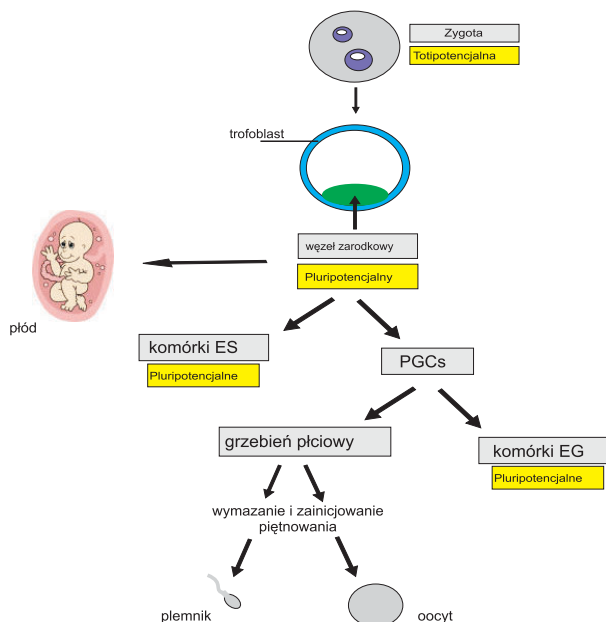 Zygota
Totipotencjalna
trofoblast
węzeł zarodkowy
Pluripotencjalny
płód
komórki ES
Pluripotencjalne
PGCs
grzebień płciowy
komórki EG
Pluripotencjalne
wymazanie i zainicjowanie
piętnowania
plemnik
oocyt